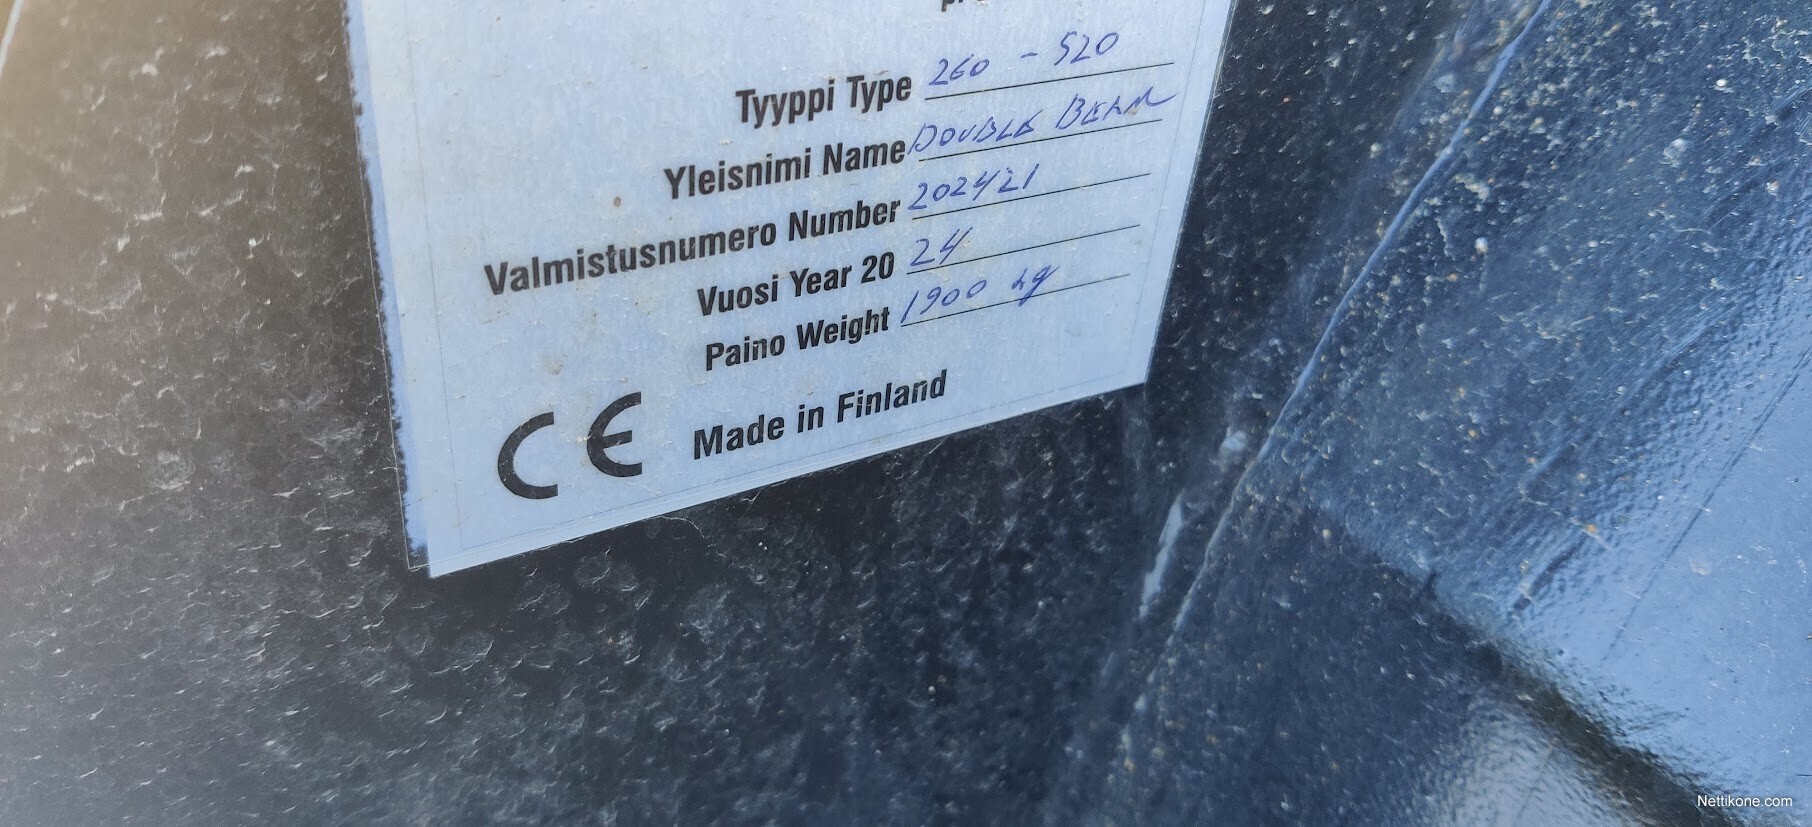 Tyyppi Type 260 - 520
Yleisnimi Name DOUBLE BEAM
Valmistusnumero Number 202421
Vuosi Year 20 24
Paino Weight 1900 kg
CE Made in Finland
Nettikone.com